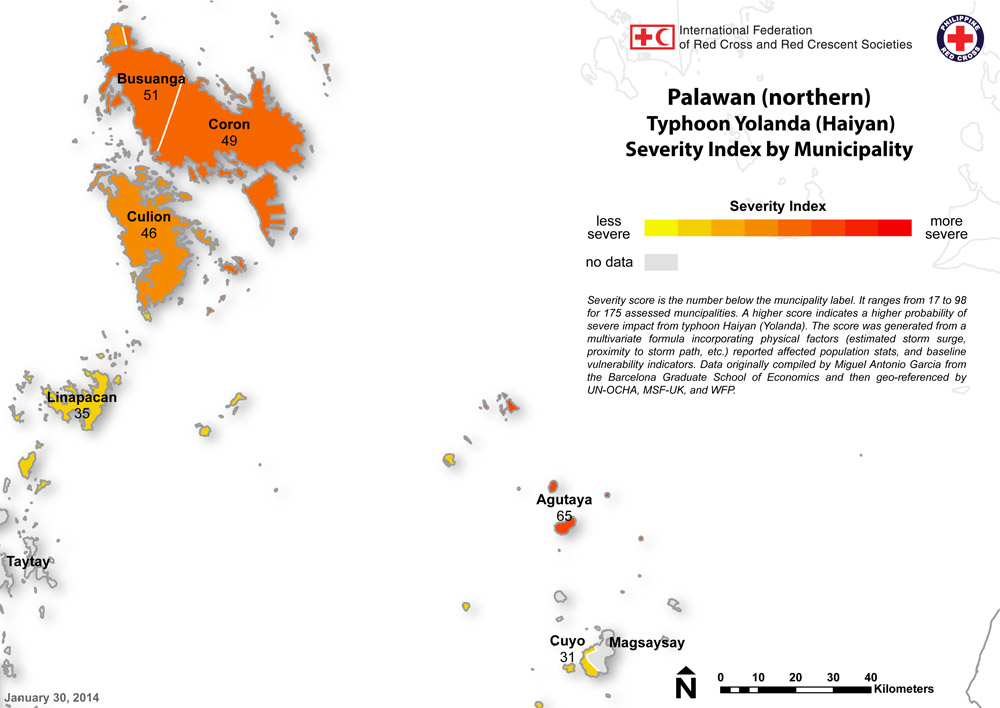 International Federation
of Red Cross and Red Crescent Societies
PHILIPPINE
RED CROSS
Palawan (northern)
Typhoon Yolanda (Haiyan)
Severity Index by Municipality
Severity Index
less
severe
more
severe
no data
Severity score is the number below the muncipality label. It ranges from 17 to 98
for 175 assessed muncipalities. A higher score indicates a higher probability of
severe impact from typhoon Haiyan (Yolanda). The score was generated from a
multivariate formula incorporating physical factors (estimated storm surge,
proximity to storm path, etc.) reported affected population stats, and baseline
vulnerability indicators. Data originally compiled by Miguel Antonio Garcia from
the Barcelona Graduate School of Economics and then geo-referenced by
UN-OCHA, MSF-UK, and WFP.
Busuanga
51
Coron
49
Culion
46
Linapacan
35
Agutaya
65
Taytay
Cuyo
31
Magsaysay
N
0 10 20 30 40
Kilometers
January 30, 2014